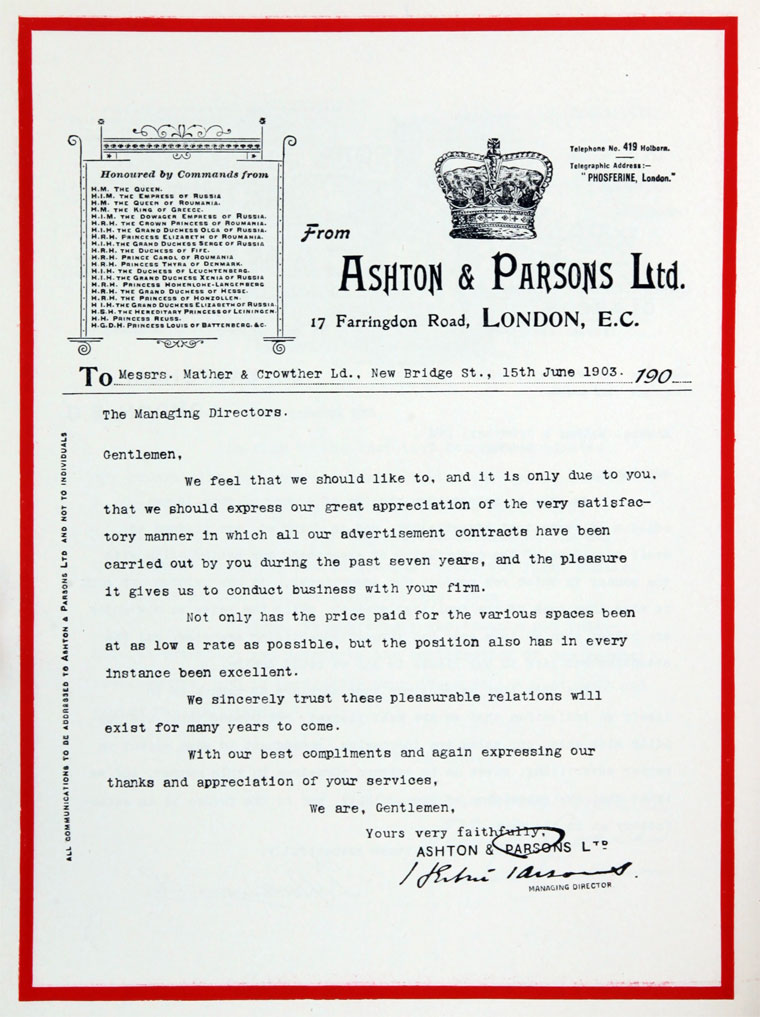 Honoured by Commands from
H.M. THE QUEEN.
H.I.M. THE EMPRESS OF RUSSIA
H.M. THE QUEEN OF ROUMANIA.
H.M. THE KING OF GREECE.
H.I.M. THE DOWAGER EMPRESS OF RUSSIA.
H.R.H. THE CROWN PRINCESS OF ROUMANIA.
H.I.H. THE GRAND DUCHESS OLGA OF RUSSIA.
H.R.H. PRINCESS ELIZABETH OF ROUMANIA.
H.I.H. THE GRAND DUCHESS SERGE OF RUSSIA
H.R.H. THE DUCHESS OF FIFE.
H.R.H. PRINCE CAROL OF ROUMANIA
H.R.H. PRINCESS THYRA OF DENMARK.
H.I.H. THE DUCHESS OF LEUCHTENBERG.
H.I.H. THE GRAND DUCHESS XENIA OF RUSSIA
H.R.H. PRINCESS HOHENLOHE-LANGENBERG
H.R.H. THE GRAND DUCHESS OF HESSE.
H.R.H. THE PRINCESS OF HONZOLLEN.
H.I.H. THE GRAND DUCHESS ELIZABETH OF RUSSIA.
H.S.H. THE HEREDITARY PRINCESS OF LEININGEN.
H.H. PRINCESS REUSS.
H.G.D.H. PRINCESS LOUIS OF BATTENBERG. &C.
Telephone No. 419 Holborn.
Telegraphic Address:—
"PHOSFERINE, London."
From
ASHTON & PARSONS Ltd.
17 Farringdon Road, LONDON, E.C.
To Messrs. Mather & Crowther Ld., New Bridge St., 15th June 1903. 190
The Managing Directors.
Gentlemen,
We feel that we should like to, and it is only due to you,
that we should express our great appreciation of the very satisfac-
tory manner in which all our advertisement contracts have been
carried out by you during the past seven years, and the pleasure
it gives us to conduct business with your firm.
Not only has the price paid for the various spaces been
at as low a rate as possible, but the position also has in every
instance been excellent.
We sincerely trust these pleasurable relations will
exist for many years to come.
With our best compliments and again expressing our
thanks and appreciation of your services,
We are, Gentlemen,
Yours very faithfully,
ASHTON & PARSONS LTD
Parsons.
MANAGING DIRECTOR
ALL COMMUNICATIONS TO BE ADDRESSED TO ASHTON & PARSONS LTD AND NOT TO INDIVIDUALS